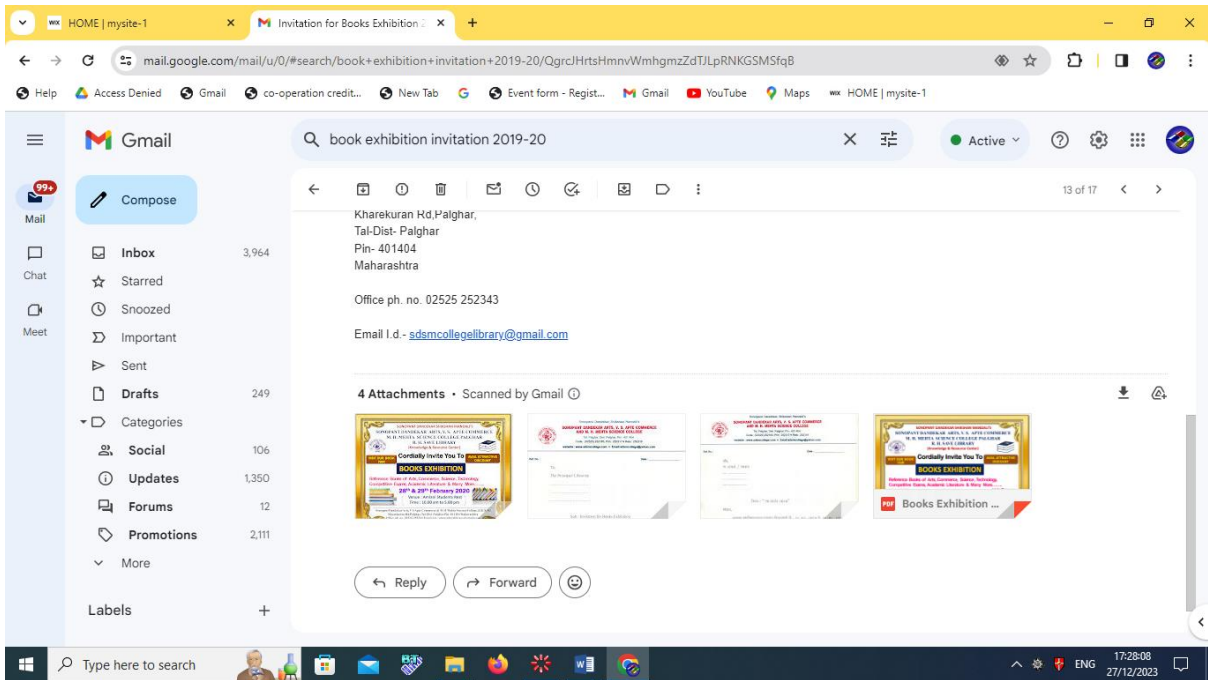 HOME | mysite-1
Invitation for Books Exhibition 2
mail.google.com/mail/u/0/#search/book+exhibition+invitation+2019-20/QgrcJHrtsHmnvWmhgmzZdTJLpRNKGSMSfqB
Help Access Denied Gmail co-operation credit... New Tab Event form - Regist... Gmail YouTube Maps HOME | mysite-1
Gmail
book exhibition invitation 2019-20
Active
99+
Mail
Chat
Meet
Compose
Inbox 3,964
Starred
Snoozed
Important
Sent
Drafts 249
Categories
Social 106
Updates 1,350
Forums 12
Promotions 2,111
More
Labels
13 of 17
Kharekuran Rd,Palghar,
Tal-Dist- Palghar
Pin- 401404
Maharashtra
Office ph. no. 02525 252343
Email I.d.- sdsmcollegelibrary@gmail.com
4 Attachments • Scanned by Gmail
Cordially Invite You To
BOOKS EXHIBITION
28th & 29th February 2020
Cordially Invite You To
BOOKS EXHIBITION
PDF Books Exhibition ...
Reply
Forward
Type here to search
ENG
17:28:08
27/12/2023